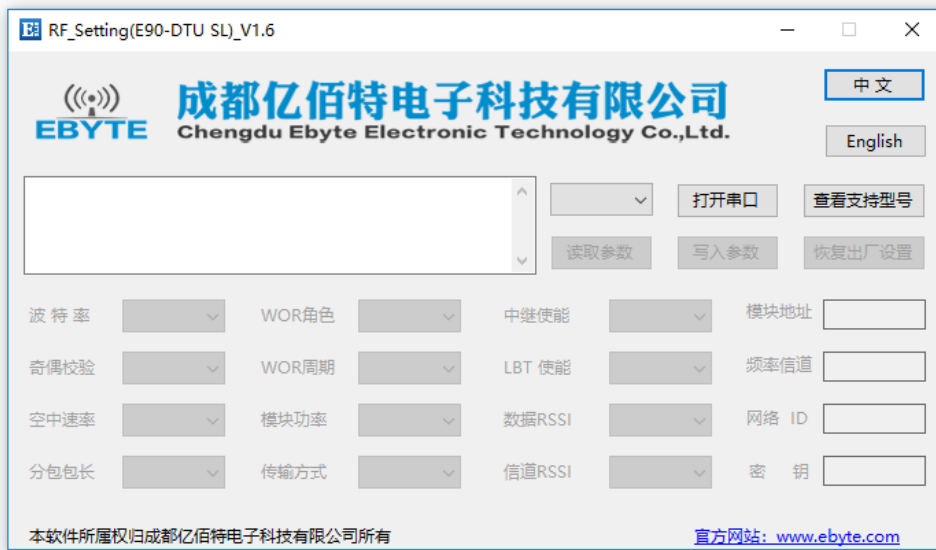 RF_Setting(E90-DTU SL)_V1.6
EBYTE
成都亿佰特电子科技有限公司
Chengdu Ebyte Electronic Technology Co.,Ltd.
中 文
English
打开串口
查看支持型号
读取参数
写入参数
恢复出厂设置
波 特 率
WOR角色
中继使能
模块地址
奇偶校验
WOR周期
LBT 使能
频率信道
空中速率
模块功率
数据RSSI
网络 ID
分包包长
传输方式
信道RSSI
密 钥
本软件所属权归成都亿佰特电子科技有限公司所有
官方网站：www.ebyte.com